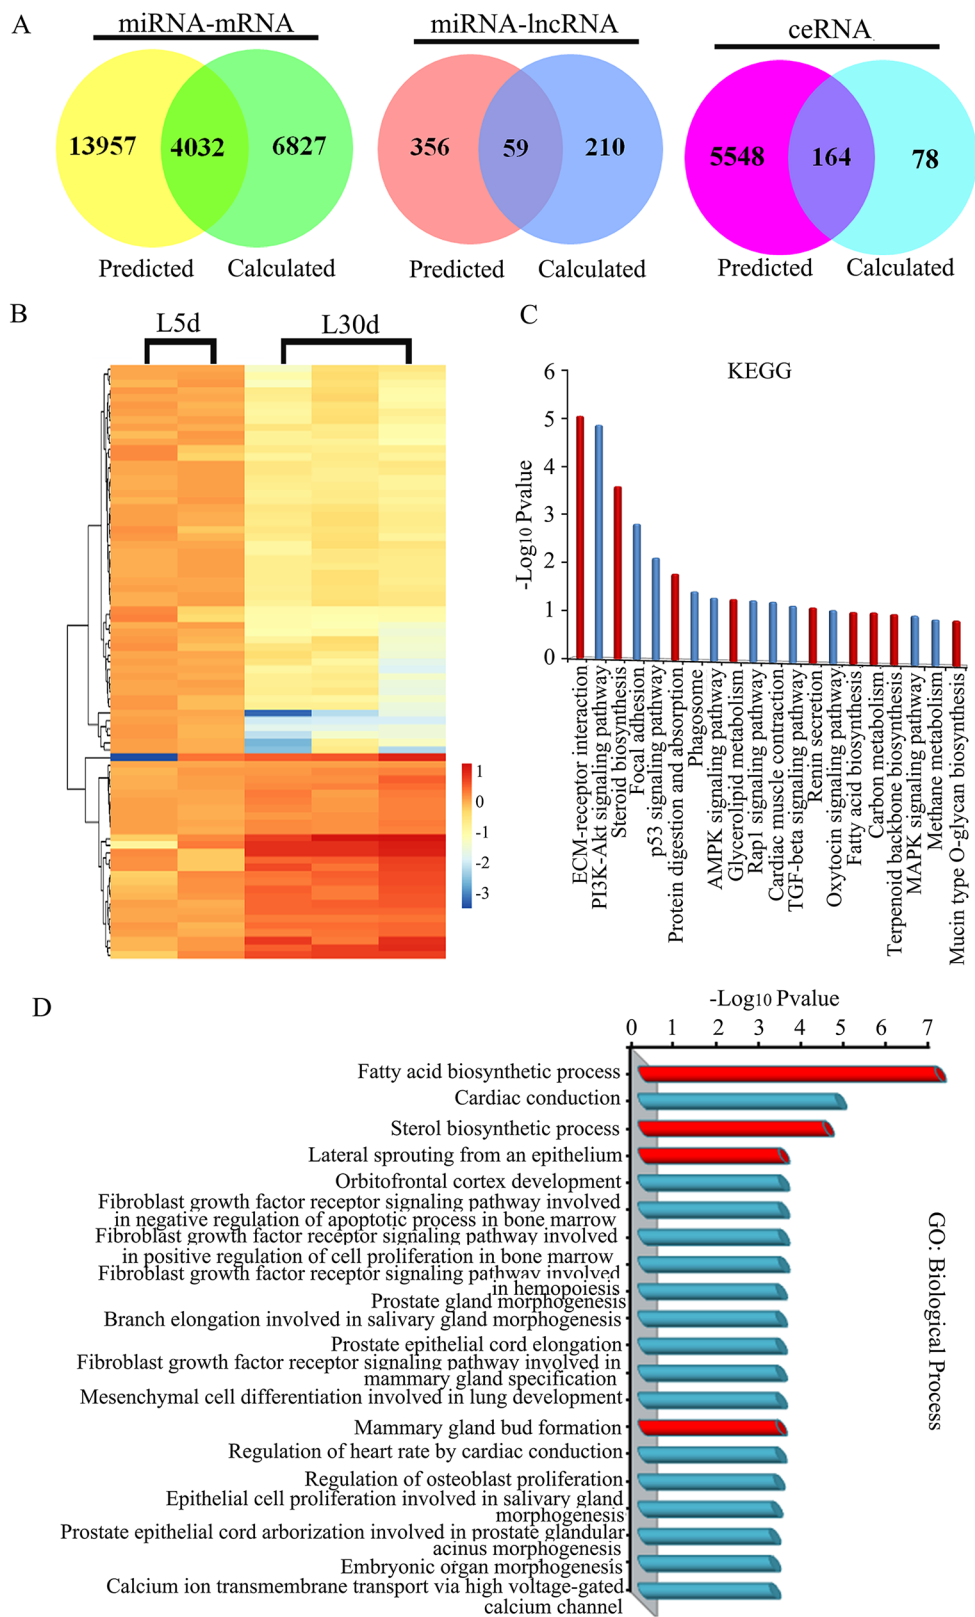 A
miRNA-mRNA
miRNA-lncRNA
ceRNA
13957
4032
6827
356
59
210
5548
164
78
Predicted
Calculated
Predicted
Calculated
Predicted
Calculated
B
L5d
L30d
1
0
-1
-2
-3
C
KEGG
-Log10 Pvalue
6
5
4
3
2
1
0
ECM-receptor interaction
PI3K-Akt signaling pathway
Steroid biosynthesis
Focal adhesion
p53 signaling pathway
Protein digestion and absorption
Phagosome
AMPK signaling pathway
Glycerolipid metabolism
Rap1 signaling pathway
Cardiac muscle contraction
TGF-beta signaling pathway
Renin secretion
Oxytocin signaling pathway
Fatty acid biosynthesis
Carbon metabolism
Terpenoid backbone biosynthesis
MAPK signaling pathway
Methane metabolism
Mucin type O-glycan biosynthesis
D
-Log10 Pvalue
0 1 2 3 4 5 6 7
Fatty acid biosynthetic process
Cardiac conduction
Sterol biosynthetic process
Lateral sprouting from an epithelium
Orbitofrontal cortex development
Fibroblast growth factor receptor signaling pathway involved
in negative regulation of apoptotic process in bone marrow
Fibroblast growth factor receptor signaling pathway involved
in positive regulation of cell proliferation in bone marrow
Fibroblast growth factor receptor signaling pathway involved
in hemopoiesis
Prostate gland morphogenesis
Branch elongation involved in salivary gland morphogenesis
Prostate epithelial cord elongation
Fibroblast growth factor receptor signaling pathway involved in
mammary gland specification
Mesenchymal cell differentiation involved in lung development
Mammary gland bud formation
Regulation of heart rate by cardiac conduction
Regulation of osteoblast proliferation
Epithelial cell proliferation involved in salivary gland
morphogenesis
Prostate epithelial cord arborization involved in prostate glandular
acinus morphogenesis
Embryonic organ morphogenesis
Calcium ion transmembrane transport via high voltage-gated
calcium channel
GO: Biological Process